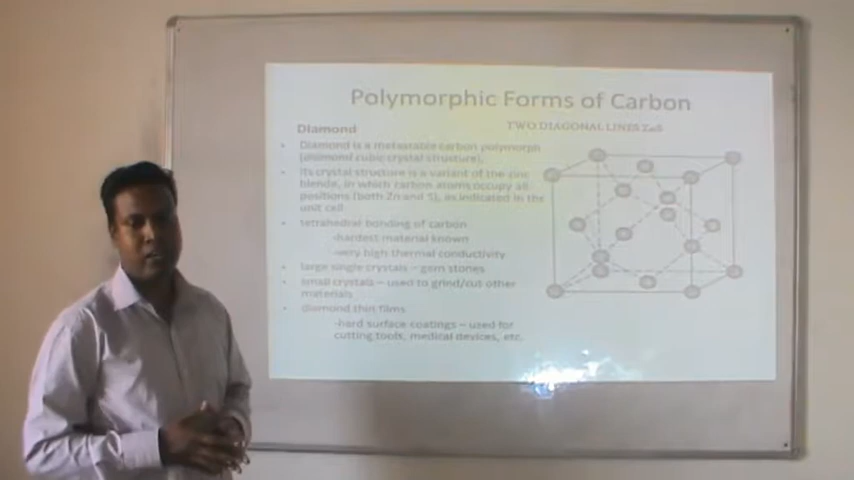 Polymorphic Forms of Carbon
Diamond
TWO DIAGONAL LINES ZnS
• Diamond is a metastable carbon polymorph
(diamond cubic crystal structure).
• Its crystal structure is a variant of the zinc
blende, in which carbon atoms occupy all
positions (both Zn and S), as indicated in the
unit cell
• tetrahedral bonding of carbon
-hardest material known
-very high thermal conductivity
• large single crystals – gem stones
• small crystals – used to grind/cut other
materials
• diamond thin films
-hard surface coatings – used for
cutting tools, medical devices, etc.